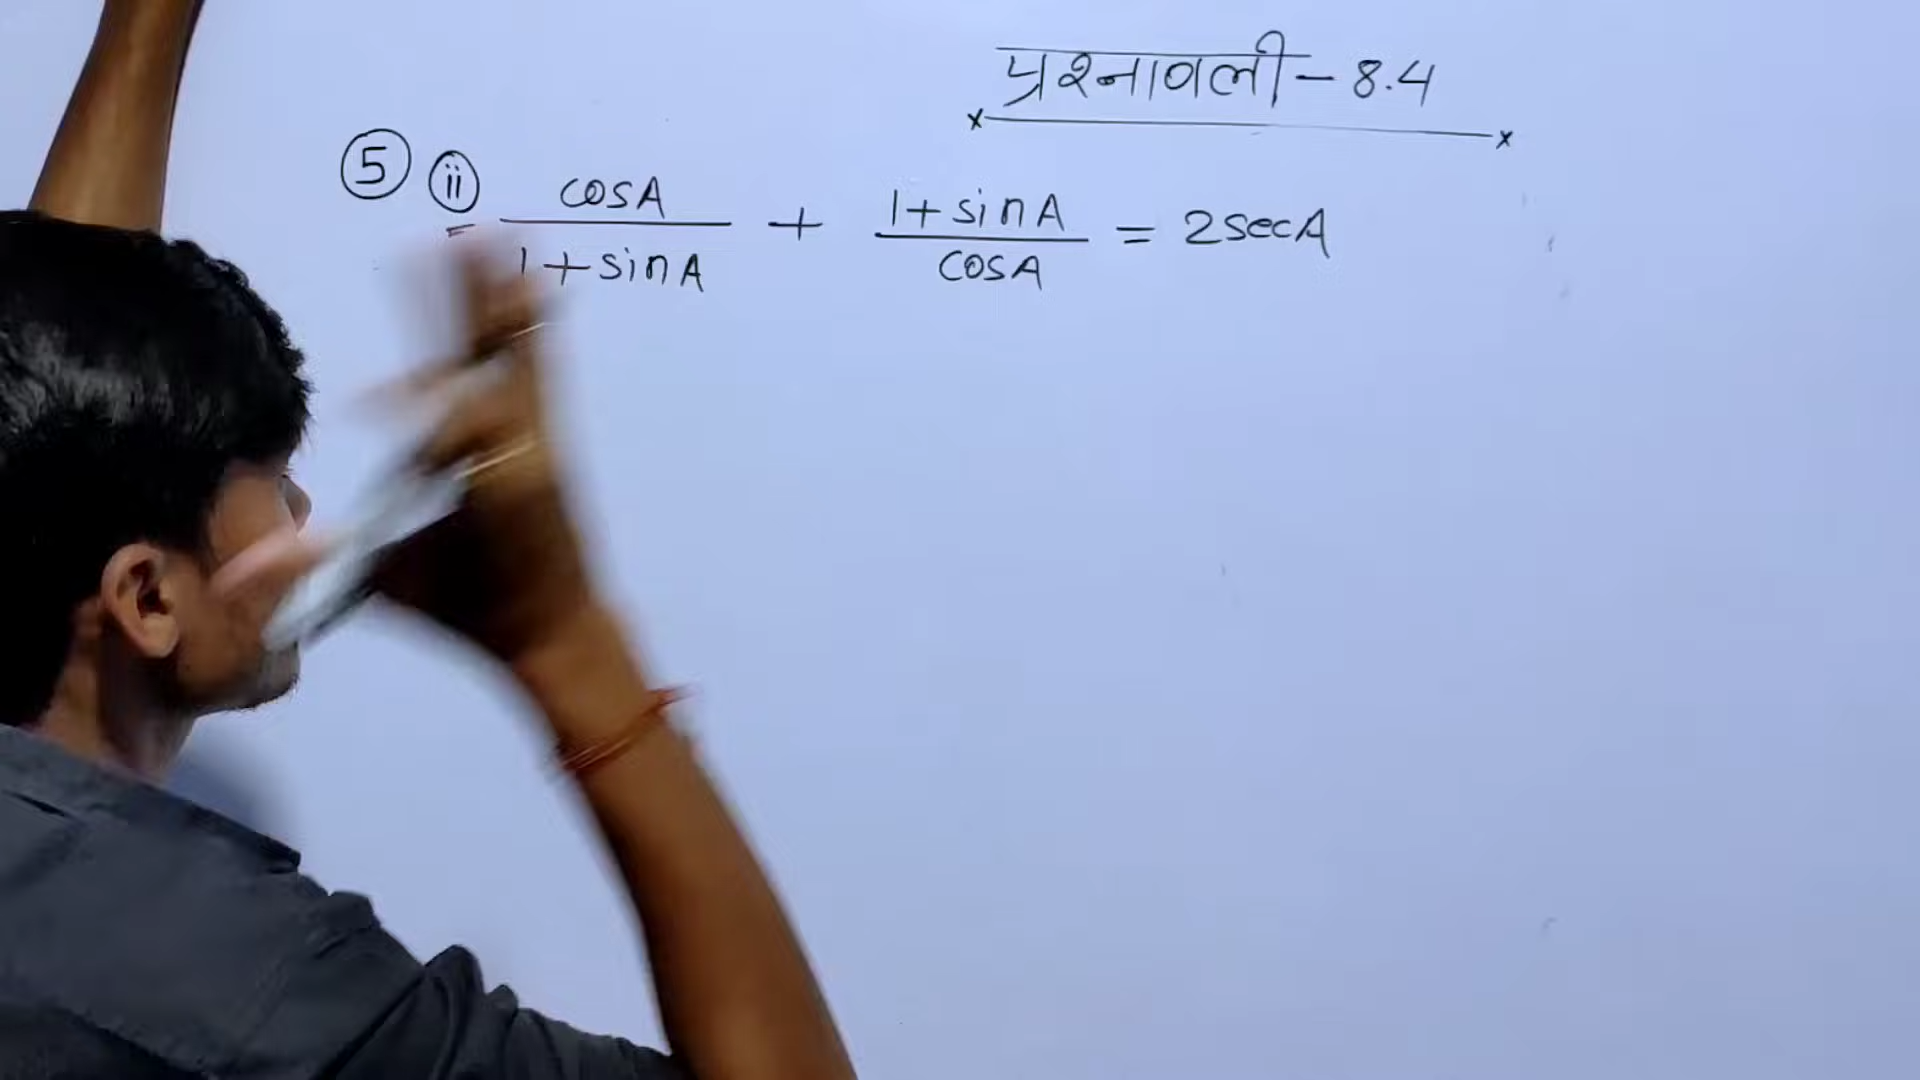 प्रश्नावली - 8.4
5 ii cosA / 1+sinA + 1+sinA / cosA = 2secA